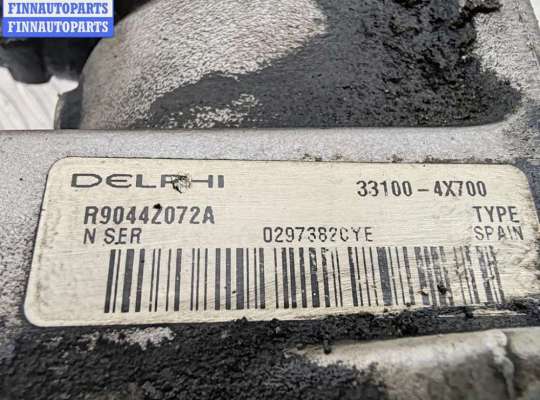 FINNAUTOPARTS
FINNAUTOPARTS
DELPHI 33100-4X700
R9044Z072A TYPE
N SER 0297382CYE SPAIN